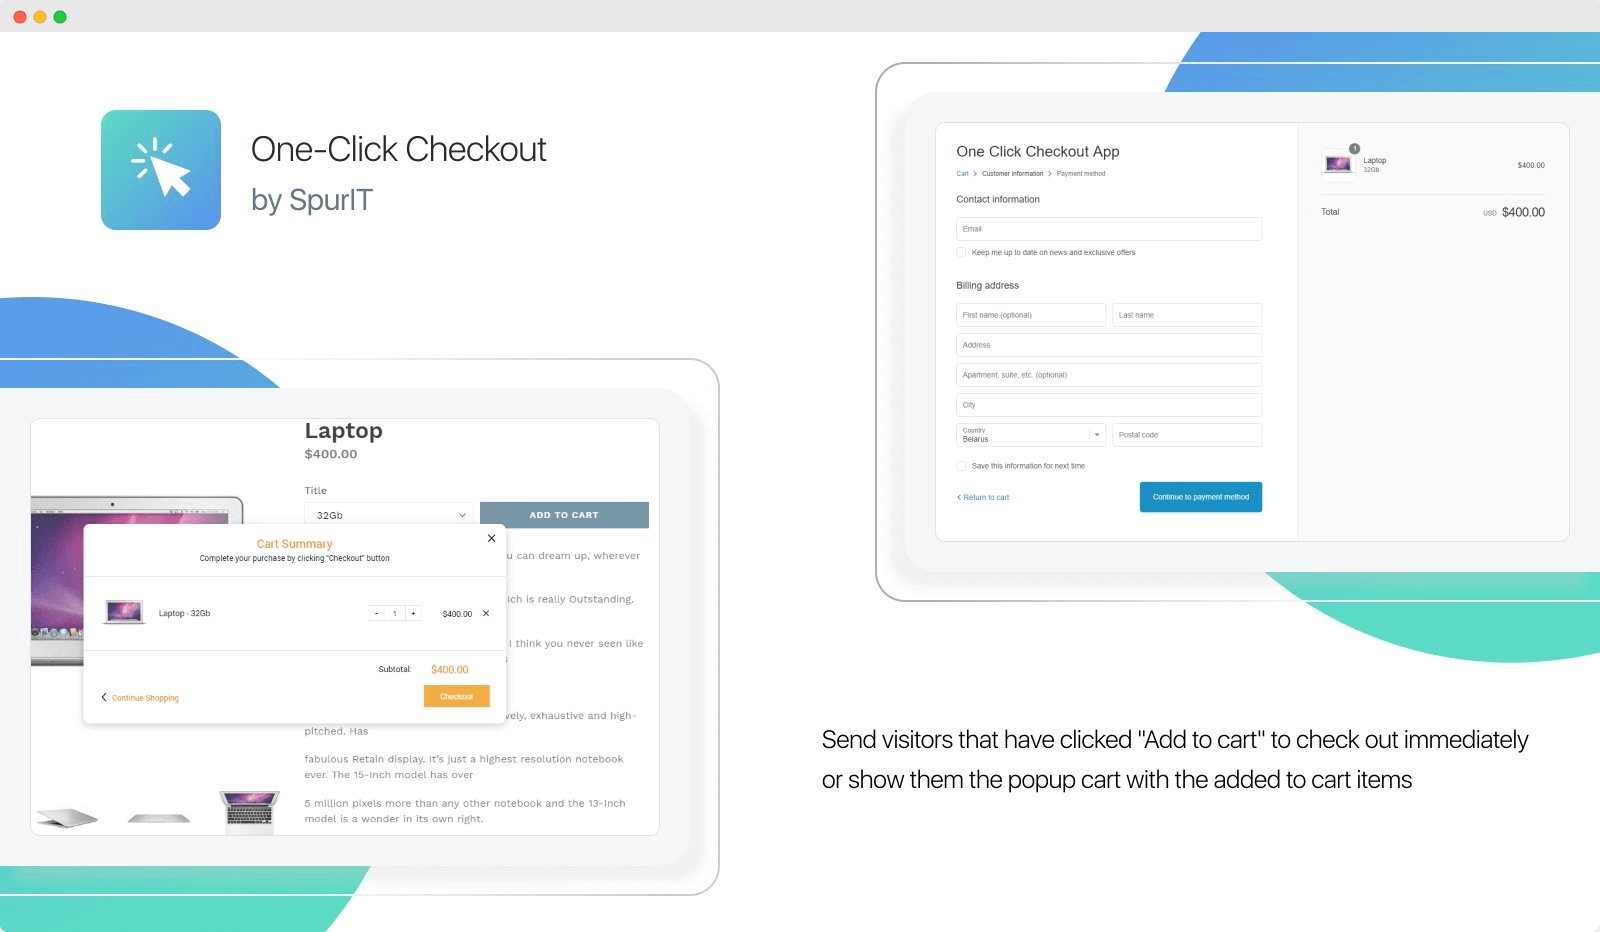 One-Click Checkout
by SpurIT
One Click Checkout App
Cart > Customer information > Payment method
Contact information
Email
Keep me up to date on news and exclusive offers
Billing address
First name (optional)
Last name
Address
Apartment, suite, etc. (optional)
City
Country
Belarus
Postal code
Save this information for next time
< Return to cart
Continue to payment method
1
Laptop
32Gb
$400.00
Total
USD $400.00
Laptop
$400.00
Title
32Gb
ADD TO CART
u can dream up, wherever
ich is really Outstanding.
I think you never seen like
s
Cart Summary
Complete your purchase by clicking "Checkout" button
Laptop - 32Gb
- 1 +
$400.00
Subtotal: $400.00
< Continue Shopping
Checkout
vely, exhaustive and high-
pitched. Has
fabulous Retain display. It's just a highest resolution notebook
ever. The 15-Inch model has over
5 million pixels more than any other notebook and the 13-Inch
model is a wonder in its own right.
Send visitors that have clicked "Add to cart" to check out immediately
or show them the popup cart with the added to cart items